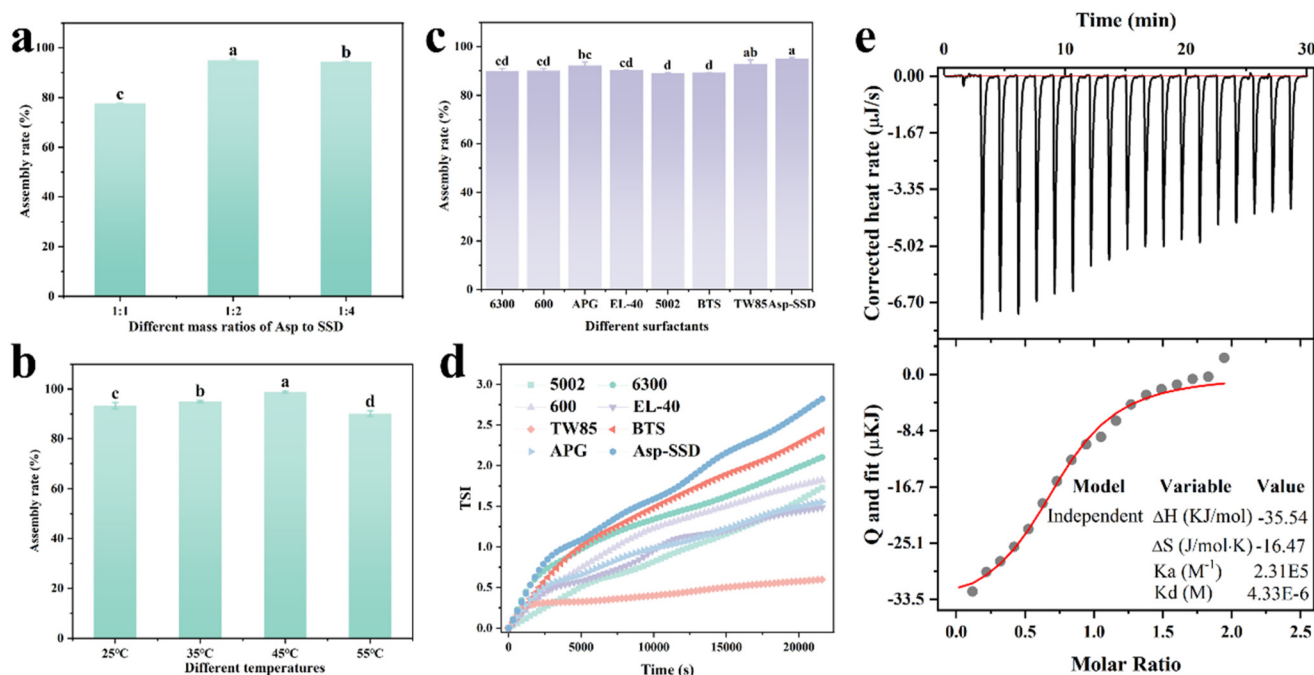 a
100
80
60
40
20
0
Assembly rate (%)
c
a
b
1:1
1:2
1:4
Different mass ratios of Asp to SSD
b
100
80
60
40
20
0
Assembly rate (%)
c
b
a
d
25°C
35°C
45°C
55°C
Different temperatures
c
100
80
60
40
20
0
Assembly rate (%)
cd
cd
bc
cd
d
d
ab
a
6300
600
APG
EL-40
5002
BTS
TW85
Asp-SSD
Different surfactants
d
3.0
2.5
2.0
1.5
1.0
0.5
0.0
TSI
5002
6300
600
EL-40
TW85
BTS
APG
Asp-SSD
0
5000
10000
15000
20000
Time (s)
e
Time (min)
0
10
20
30
0.00
-1.67
-3.35
-5.02
-6.70
Corrected heat rate (μJ/s)
0.0
-8.4
-16.7
-25.1
-33.5
Q and fit (μKJ)
Model Variable Value
Independent ΔH (KJ/mol) -35.54
ΔS (J/mol·K) -16.47
Ka (M⁻¹) 2.31E5
Kd (M) 4.33E-6
0.0
0.5
1.0
1.5
2.0
2.5
Molar Ratio